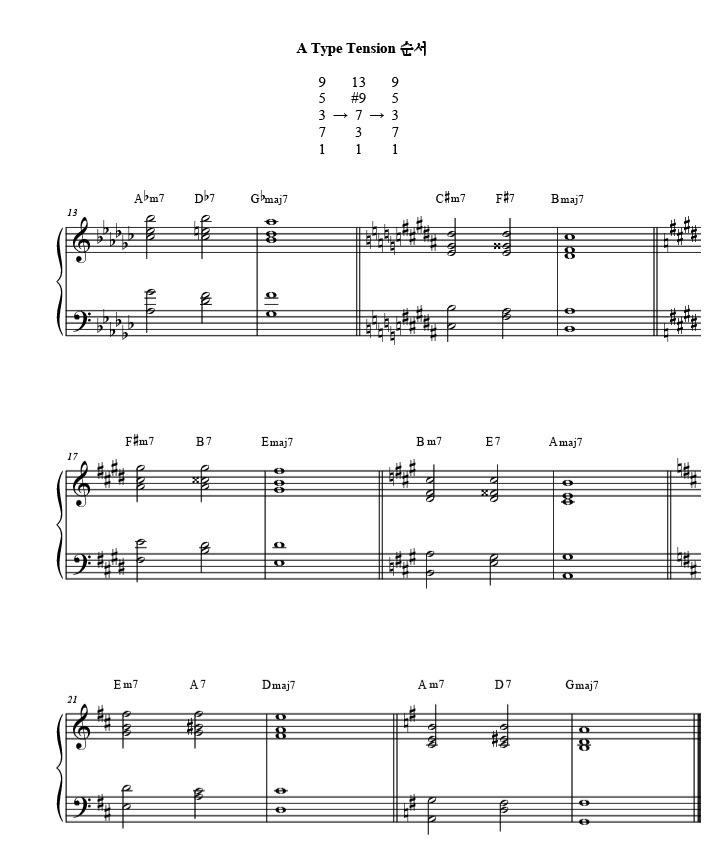 A Type Tension 순서
9 13 9
5 #9 5
3 → 7 → 3
7 3 7
1 1 1
A♭m7 D♭7 G♭maj7 C♯m7 F♯7 Bmaj7
13
F♯m7 B7 Emaj7 Bm7 E7 Amaj7
17
Em7 A7 Dmaj7 Am7 D7 Gmaj7
21